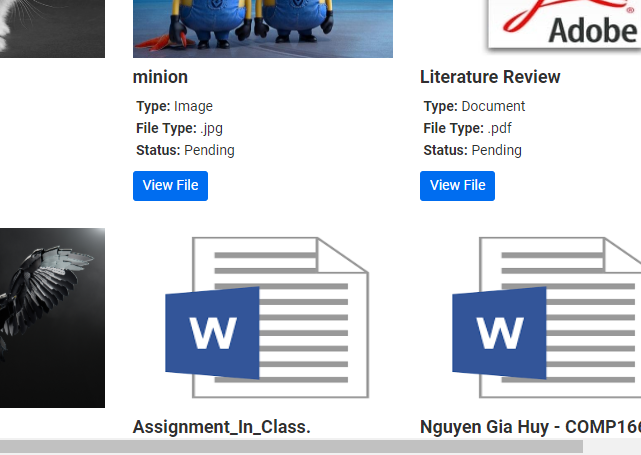 Adobe
minion
Type: Image
File Type: .jpg
Status: Pending
View File
Literature Review
Type: Document
File Type: .pdf
Status: Pending
View File
W
W
Assignment_In_Class.
Nguyen Gia Huy - COMP16